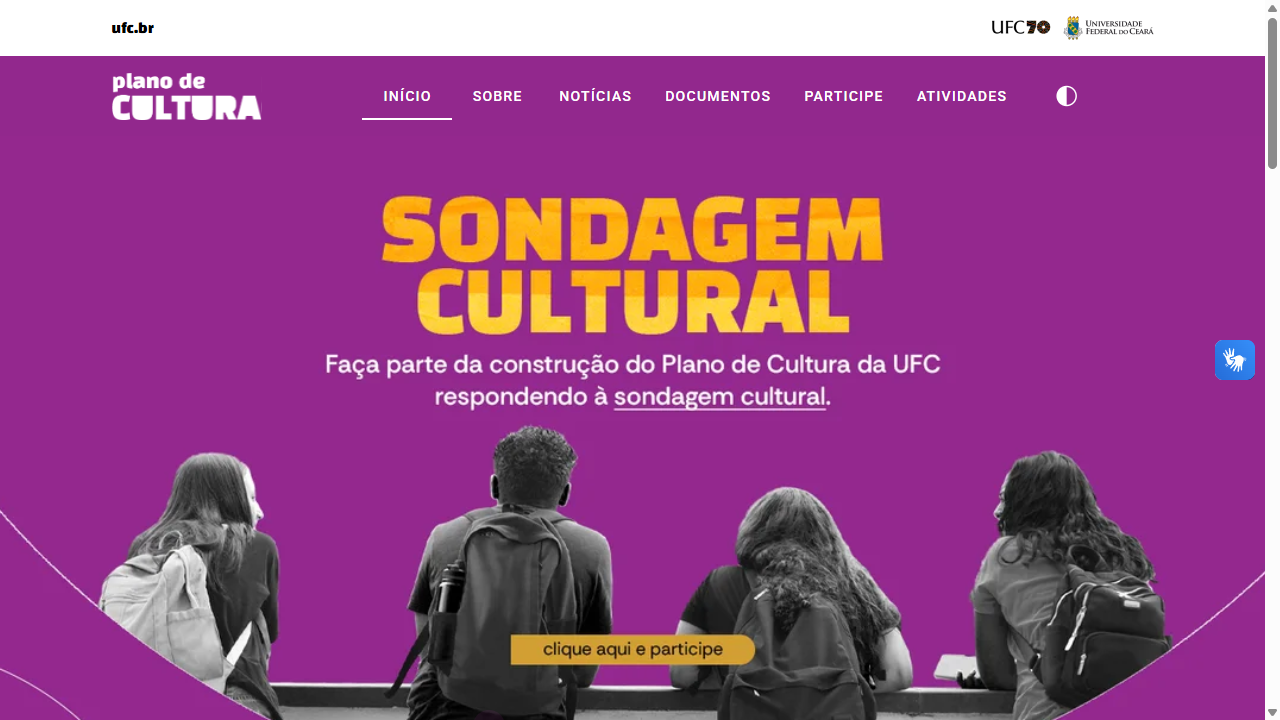 ufc.br
UFC70
UNIVERSIDADE
FEDERAL DO CEARÁ
plano de
CULTURA
INÍCIO
SOBRE
NOTÍCIAS
DOCUMENTOS
PARTICIPE
ATIVIDADES
SONDAGEM
CULTURAL
Faça parte da construção do Plano de Cultura da UFC
respondendo à sondagem cultural.
clique aqui e participe